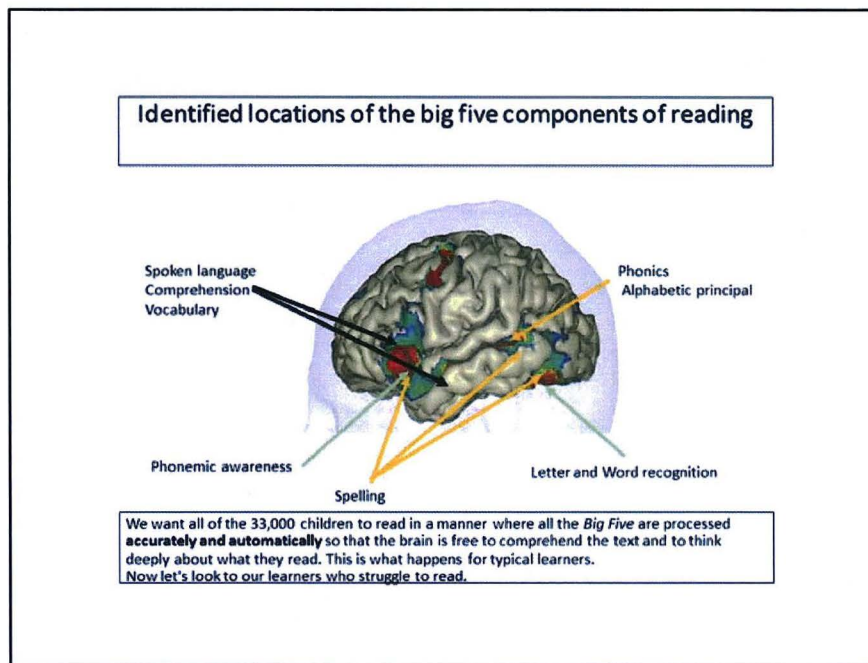 Identified locations of the big five components of reading
Spoken language
Comprehension
Vocabulary
Phonics
Alphabetic principal
Phonemic awareness
Letter and Word recognition
Spelling
We want all of the 33,000 children to read in a manner where all the Big Five are processed
accurately and automatically so that the brain is free to comprehend the text and to think
deeply about what they read. This is what happens for typical learners.
Now let's look to our learners who struggle to read.